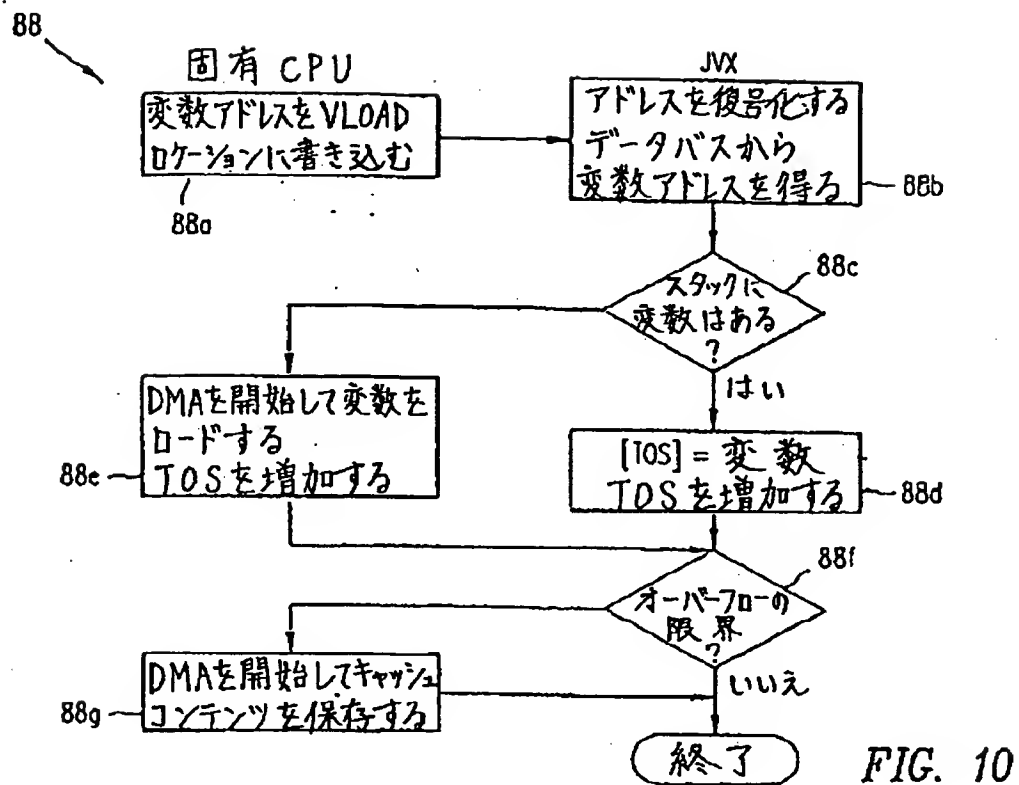 88
固有 CPU
JVX
変数アドレスをVLOAD
ロケーションに書き込む
88a
アドレスを復号化する
データバスから
変数アドレスを得る
88b
スタックに
変数はある
?
88c
はい
DMAを開始して変数を
ロードする
TOSを増加する
88e
[TOS] = 変数
TOSを増加する
88d
オーバーフローの
限界
?
88f
いいえ
DMAを開始してキャッシュ
コンテンツを保存する
88g
終了
FIG. 10